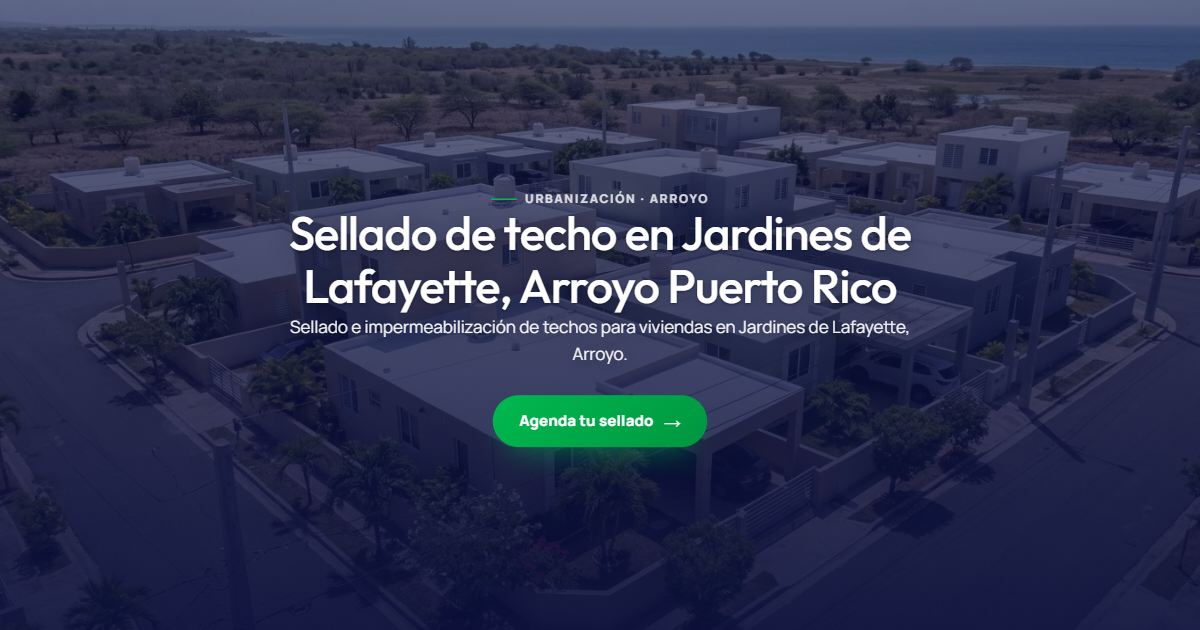 URBANIZACIÓN · ARROYO
Sellado de techo en Jardines de
Lafayette, Arroyo Puerto Rico
Sellado e impermeabilización de techos para viviendas en Jardines de Lafayette,
Arroyo.
Agenda tu sellado →